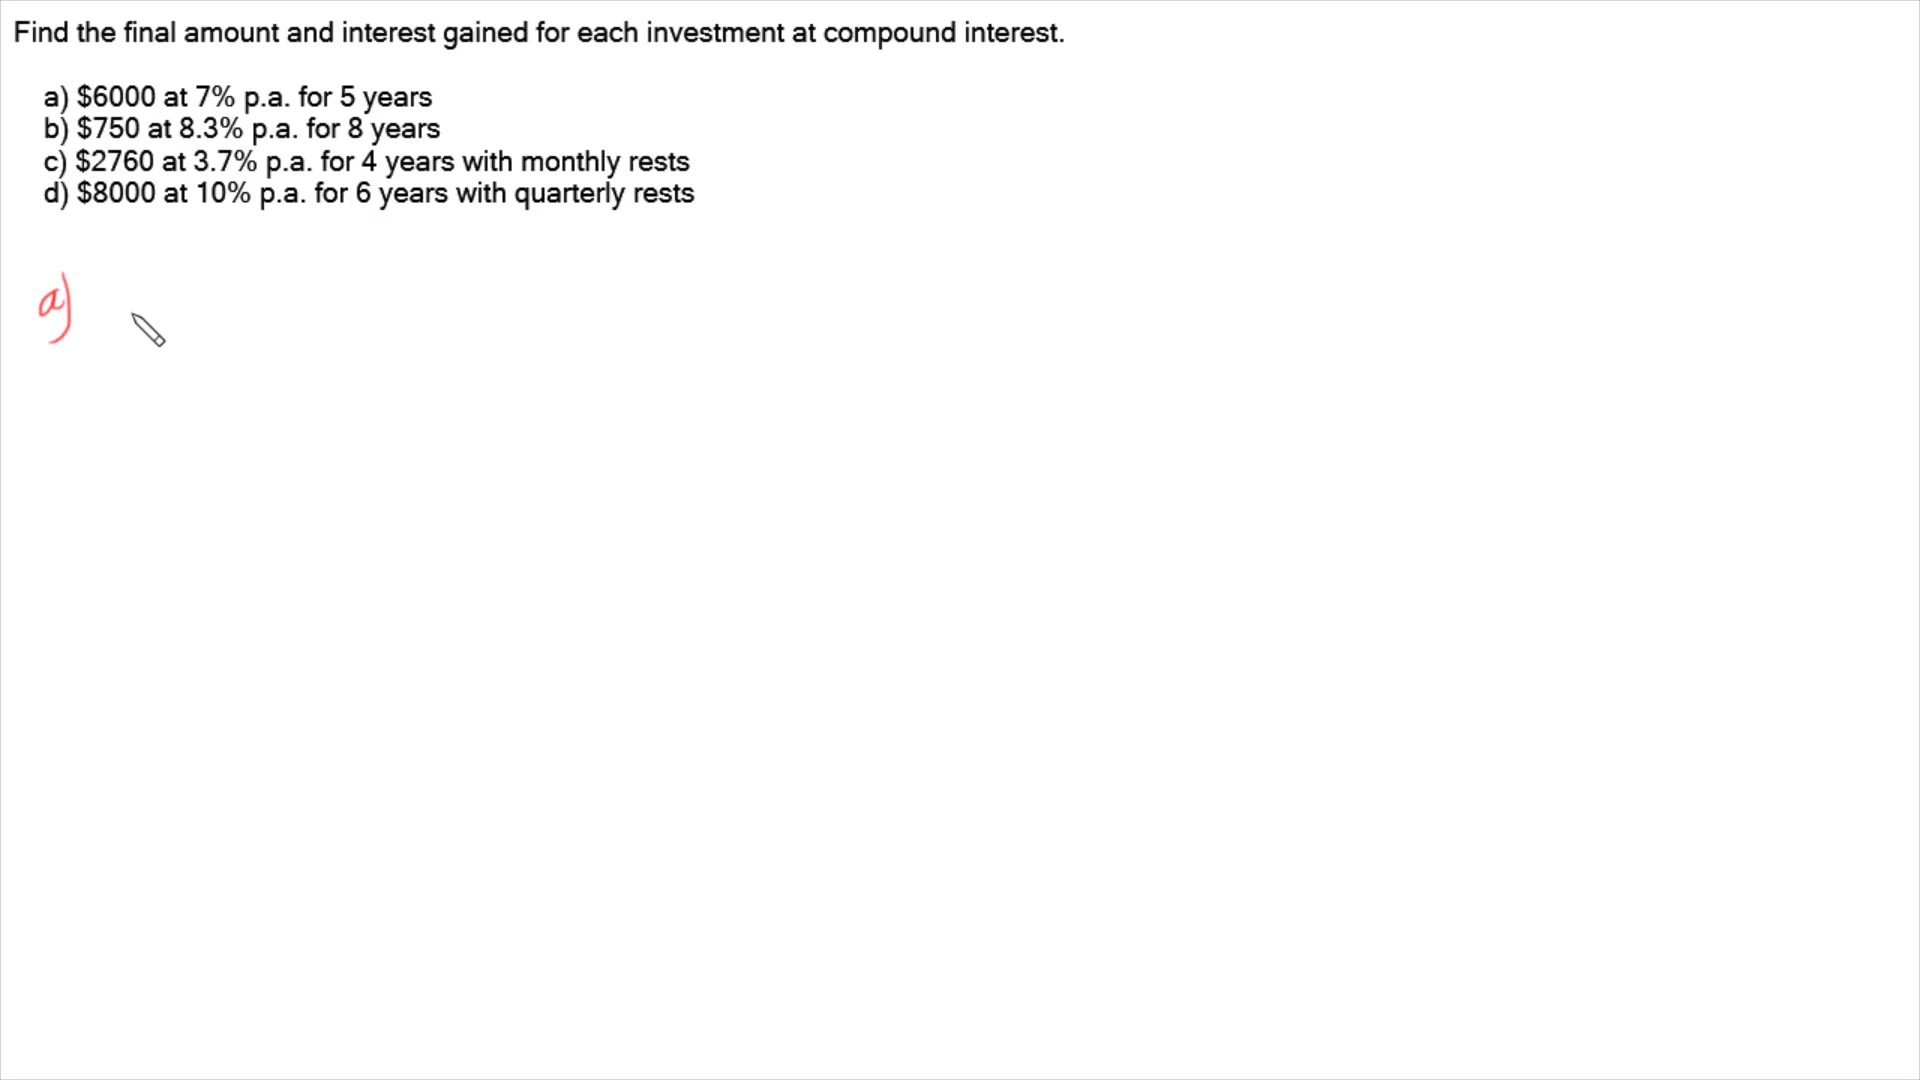 Find the final amount and interest gained for each investment at compound interest.
a) $6000 at 7% p.a. for 5 years
b) $750 at 8.3% p.a. for 8 years
c) $2760 at 3.7% p.a. for 4 years with monthly rests
d) $8000 at 10% p.a. for 6 years with quarterly rests
a)